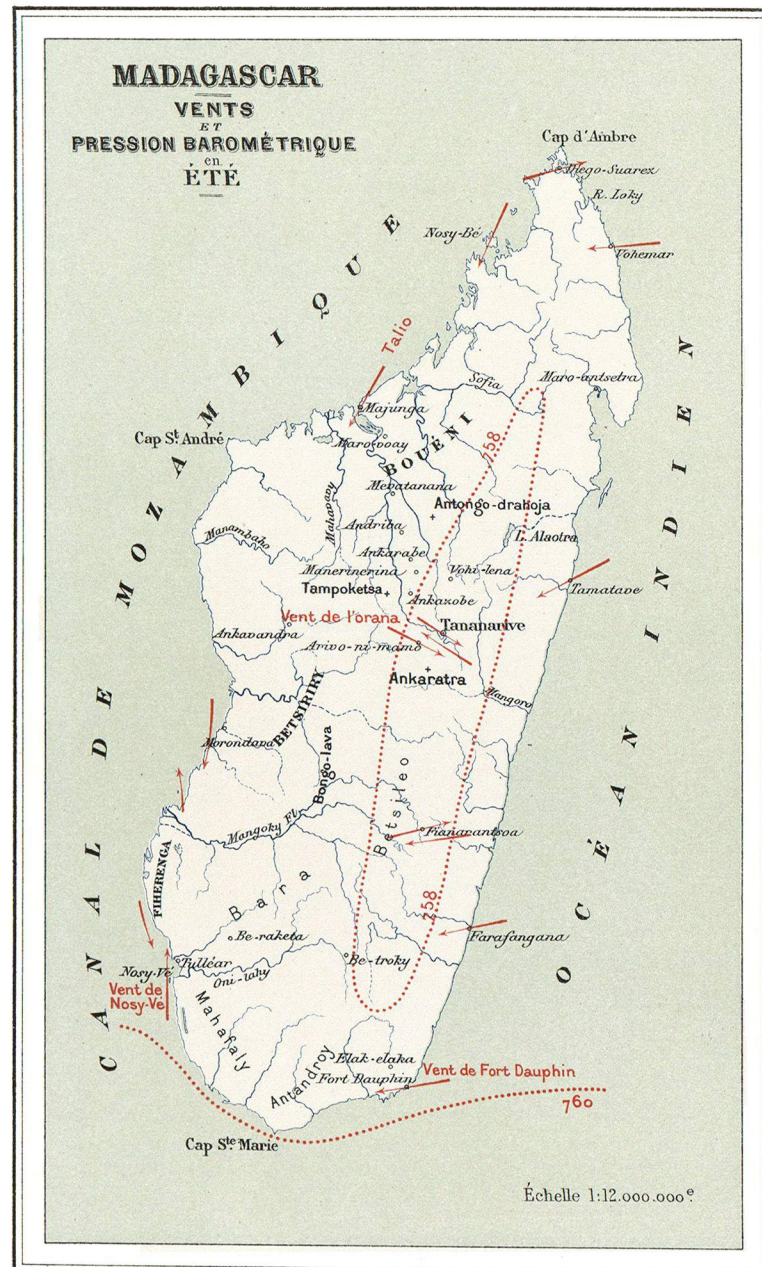 MADAGASCAR
VENTS
ET
PRESSION BAROMÉTRIQUE
en
ÉTÉ
Cap d'Ambre
Diego-Suarez
R. Loky
Nosy-Bé
Vohemar
CANAL DE MOZAMBIQUE
Talio
Sofia
Maro-antsetra
Majunga
Cap St. André
Maro-voay
BOUÉNI
758
Mevatanana
Mahavavy
Antongo-drahoja
Manambaho
Andriba
L. Alaotra
Ankarabe
Manerinerina
Vohi-lena
Tampoketsa
Ankazobe
Tamatave
Vent de l'orana
Tananarive
Ankavandra
Arivo-ni-mamo
Ankaratra
Mangoro
BETSIRIRY
Morondava
Bongo-lava
OCÉAN INDIEN
Mangoky Fl.
Betsileo
Fianarantsoa
FIHERENGA
Bara
758
Be-raketa
Farafangana
Tulléar
Be-troky
Nosy-Vé
Oni-lahy
Vent de
Nosy-Vé
Mahafaly
Antandroy
Elak-elaka
Fort Dauphin
Vent de Fort Dauphin
760
Cap Ste. Marie
Échelle 1:12.000.000e.